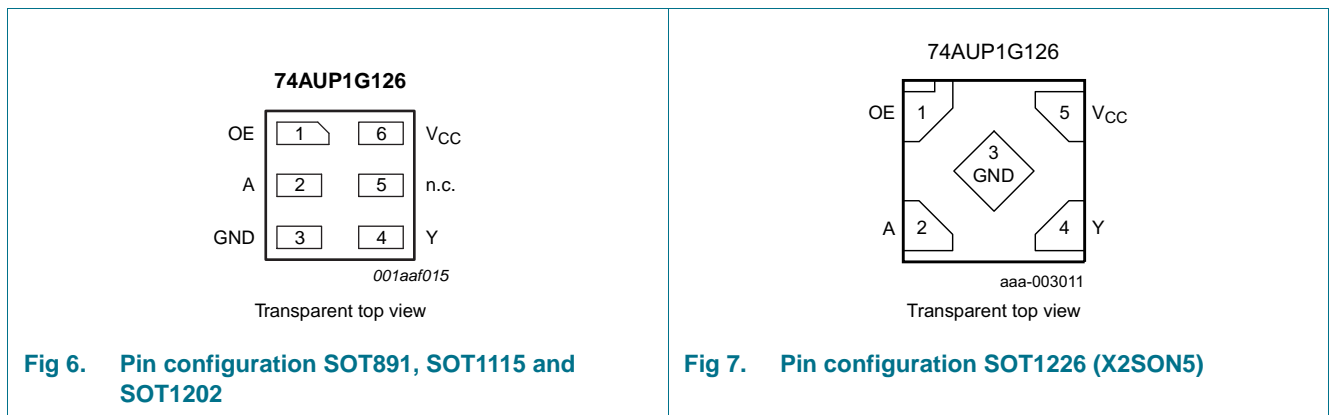 74AUP1G126
OE 1 6 VCC
A 2 5 n.c.
GND 3 4 Y
001aaf015
Transparent top view
Fig 6. Pin configuration SOT891, SOT1115 and
SOT1202
74AUP1G126
OE 1 5 VCC
3
GND
A 2 4 Y
aaa-003011
Transparent top view
Fig 7. Pin configuration SOT1226 (X2SON5)